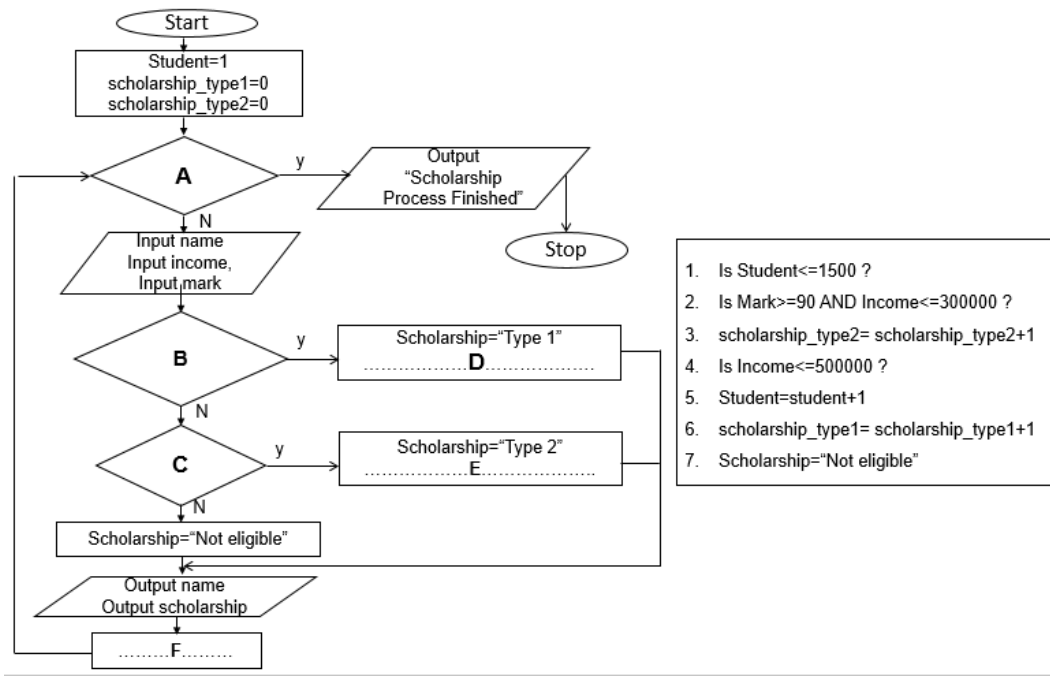 Start
Student=1
scholarship_type1=0
scholarship_type2=0
A
y
Output
“Scholarship
Process Finished”
Stop
N
Input name
Input income,
Input mark
B
y
Scholarship=“Type 1”
......................D....................
N
C
y
Scholarship=“Type 2”
......................E......................
N
Scholarship=“Not eligible”
Output name
Output scholarship
.........F.........
1. Is Student<=1500 ?
2. Is Mark>=90 AND Income<=300000 ?
3. scholarship_type2= scholarship_type2+1
4. Is Income<=500000 ?
5. Student=student+1
6. scholarship_type1= scholarship_type1+1
7. Scholarship=“Not eligible”